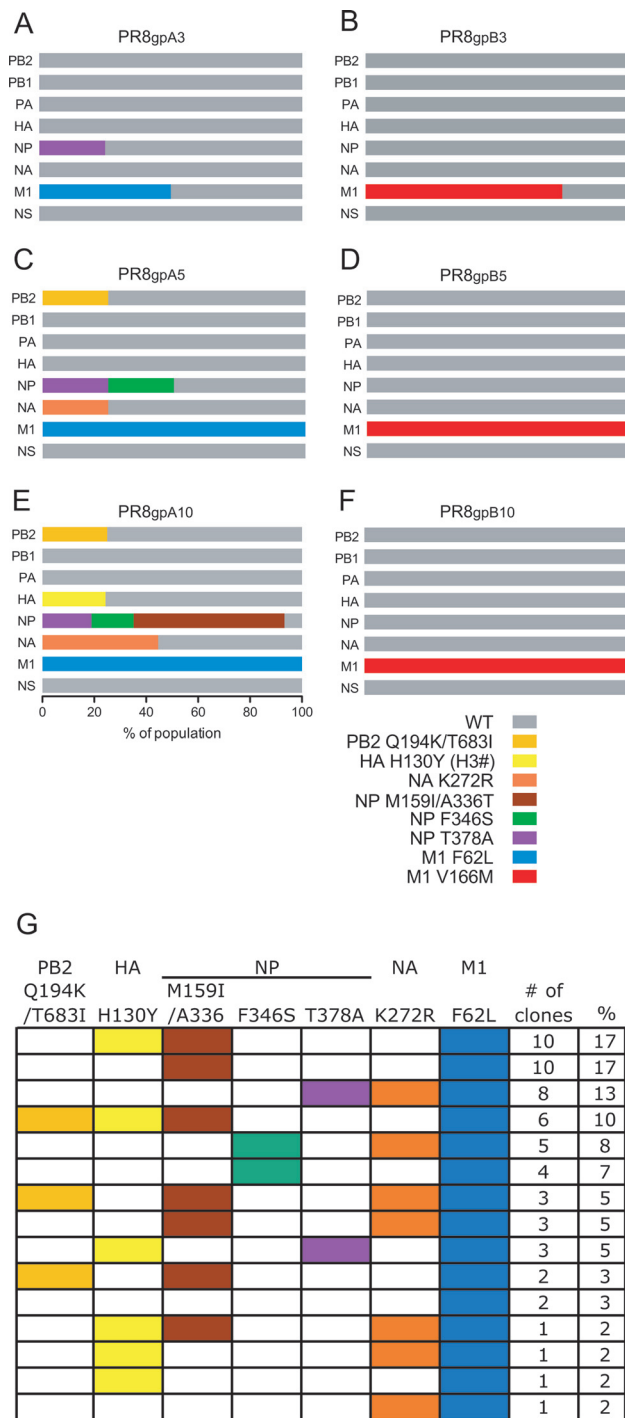 A
PR8gpA3
PB2
PB1
PA
HA
NP
NA
M1
NS
B
PR8gpB3
PB2
PB1
PA
HA
NP
NA
M1
NS
C
PR8gpA5
PB2
PB1
PA
HA
NP
NA
M1
NS
D
PR8gpB5
PB2
PB1
PA
HA
NP
NA
M1
NS
E
PR8gpA10
PB2
PB1
PA
HA
NP
NA
M1
NS
0 20 40 60 80 100
% of population
F
PR8gpB10
PB2
PB1
PA
HA
NP
NA
M1
NS
WT
PB2 Q194K/T683I
HA H130Y (H3#)
NA K272R
NP M159I/A336T
NP F346S
NP T378A
M1 F62L
M1 V166M
G
PB2 HA NP NA M1
Q194K M159I # of
/T683I H130Y /A336 F346S T378A K272R F62L clones %
10 17
10 17
8 13
6 10
5 8
4 7
3 5
3 5
3 5
2 3
2 3
1 2
1 2
1 2
1 2